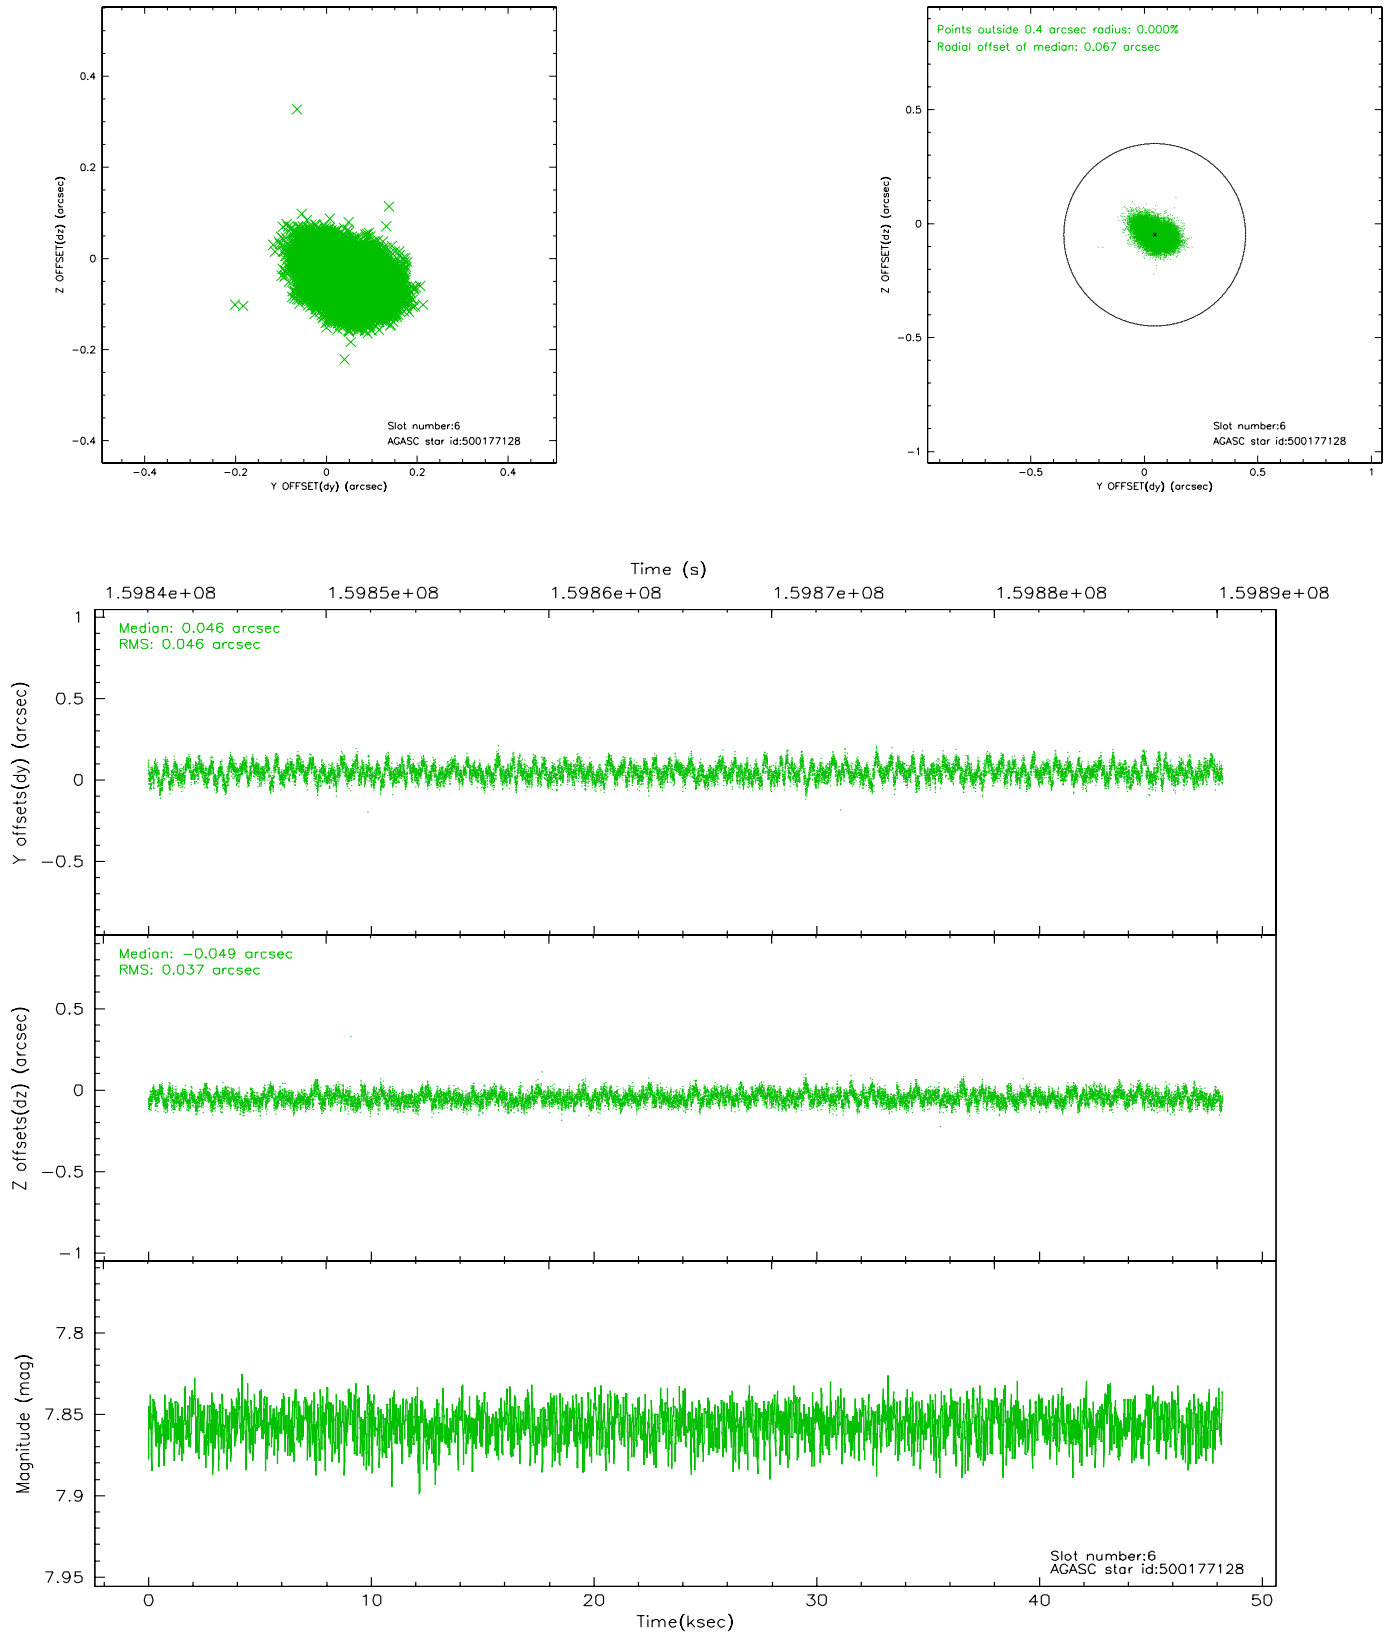 0.4
0.2
0
−0.2
−0.4
Z OFFSET(dz) (arcsec)
Slot number:6
AGASC star id:500177128
−0.4 −0.2 0 0.2 0.4
Y OFFSET(dy) (arcsec)
Points outside 0.4 arcsec radius: 0.000%
Radial offset of median: 0.067 arcsec
0.5
0
−0.5
−1
Z OFFSET(dz) (arcsec)
Slot number:6
AGASC star id:500177128
−0.5 0 0.5 1
Y OFFSET(dy) (arcsec)
Time (s)
1.5984e+08 1.5985e+08 1.5986e+08 1.5987e+08 1.5988e+08 1.5989e+08
Median: 0.046 arcsec
RMS: 0.046 arcsec
1
0.5
0
−0.5
Y offsets(dy) (arcsec)
Median: −0.049 arcsec
RMS: 0.037 arcsec
0.5
0
−0.5
−1
Z offsets(dz) (arcsec)
7.8
7.85
7.9
7.95
Magnitude (mag)
Slot number:6
AGASC star id:500177128
0 10 20 30 40 50
Time(ksec)